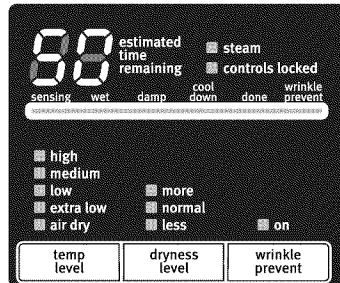 50
estimated
time
remaining
steam
controls locked
sensing wet damp cool down done wrinkle prevent
high
medium
low more
extra low normal
air dry less on
temp level dryness level wrinkle prevent